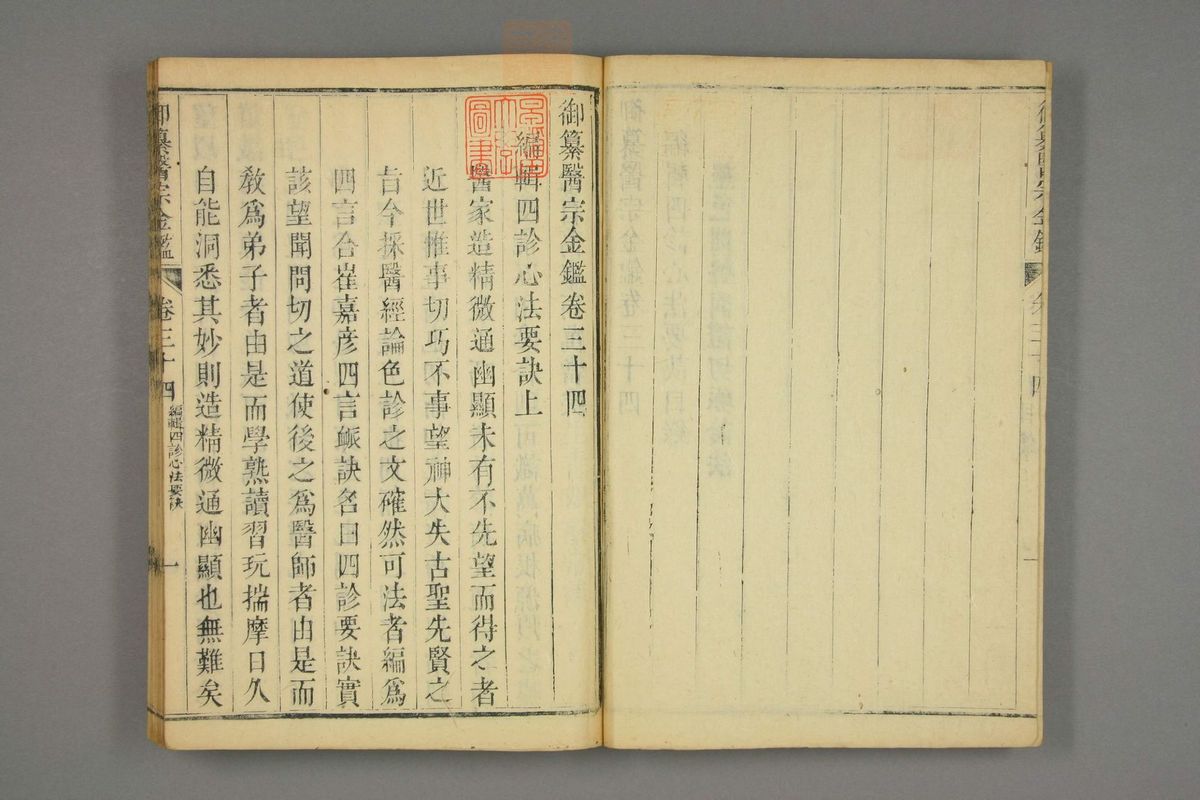 御纂醫宗金鑑卷三十四
編輯四診心法要訣上
醫家造精微通幽顯未有不先望而得之者
近世惟事切巧不事望神大失古聖先賢之
旨今採醫經論色診之文確然可法者編爲
四言合崔嘉彦四言脈訣名曰四診要訣實
該望聞問切之道使後之爲醫師者由是而
教爲弟子者由是而學熟讀習玩揣摩日久
自能洞悉其妙則造精微通幽顯也無難矣
御纂醫宗金鑑
卷三十四
編輯四診心法要訣
一